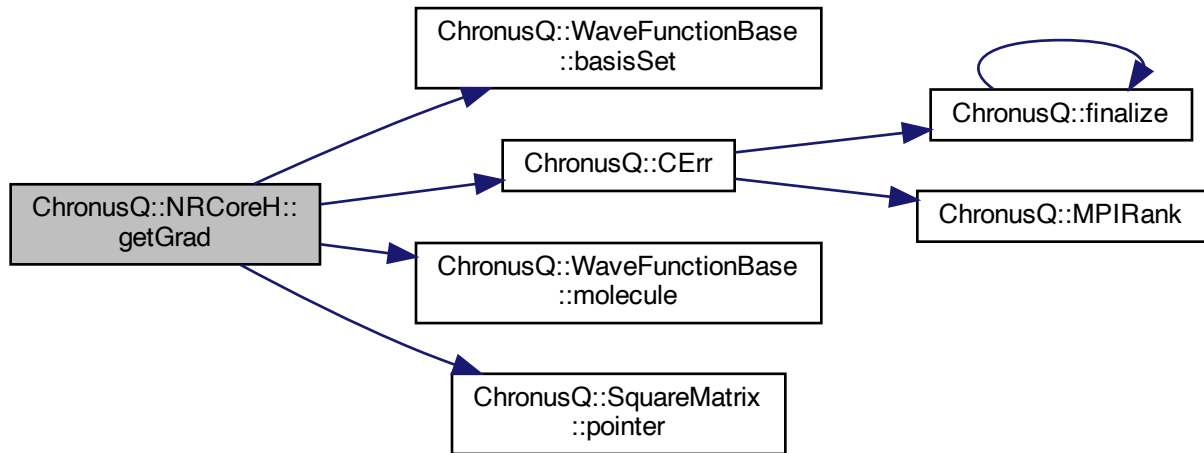 ChronusQ::WaveFunctionBase
::basisSet
ChronusQ::finalize
ChronusQ::CErr
ChronusQ::NRCoreH::
getGrad
ChronusQ::MPIRank
ChronusQ::WaveFunctionBase
::molecule
ChronusQ::SquareMatrix
::pointer